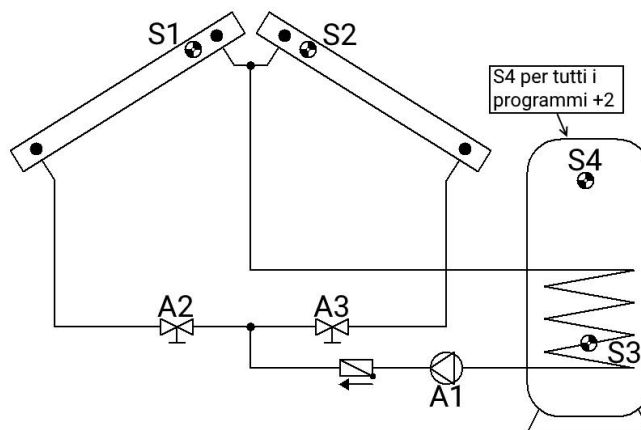 S1
S2
S4 per tutti i
programmi +2
S4
A2
A3
S3
A1